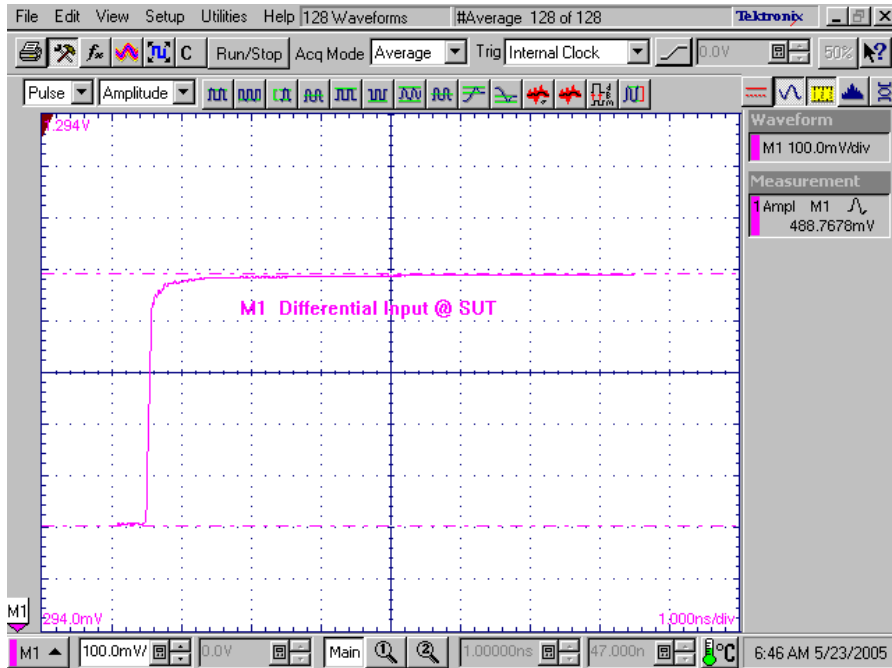 File Edit View Setup Utilities Help 128 Waveforms #Average 128 of 128 Tektronix
C Run/Stop Acq Mode Average Trig Internal Clock 0.0V 50%
Pulse Amplitude
1.294V
Waveform
M1 100.0mV/div
Measurement
1 Ampl M1
488.7678mV
M1 Differential Input @ SUT
M1
294.0mV 1.000ns/div
M1 100.0mV/ 0.0V Main 1 2 1.00000ns 47.000n °C 6:46 AM 5/23/2005